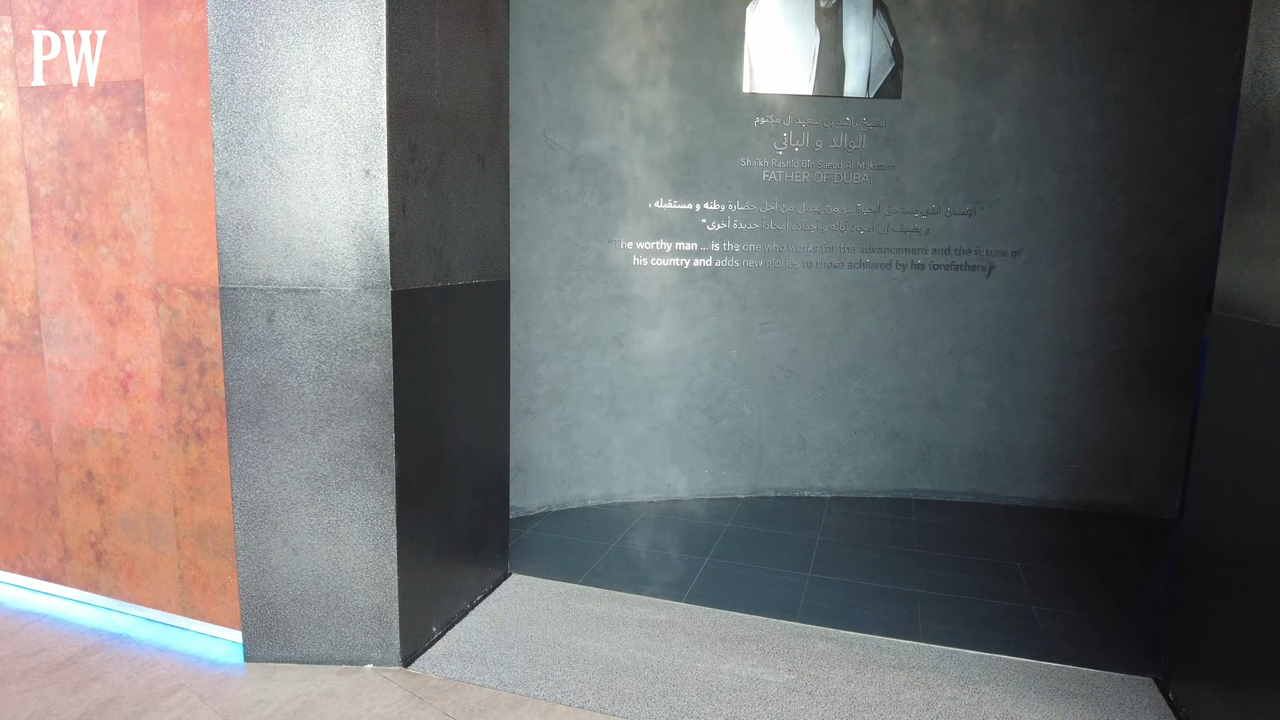 PW
الشيخ راشد بن سعيد آل مكتوم
الوالد و الباني
Shaikh Rashid Bin Saeed Al Maktoum
FATHER OF DUBAI
"الإنسان الذي يستحق الحياة هو من يعمل من أجل حضارة وطنه و مستقبله ،
و يضيف إلى أمجاد آبائه و أجداده أمجادا جديدة أخرى"
"The worthy man ... is the one who works for the advancement and the future of
his country and adds new glories to those achieved by his forefathers"